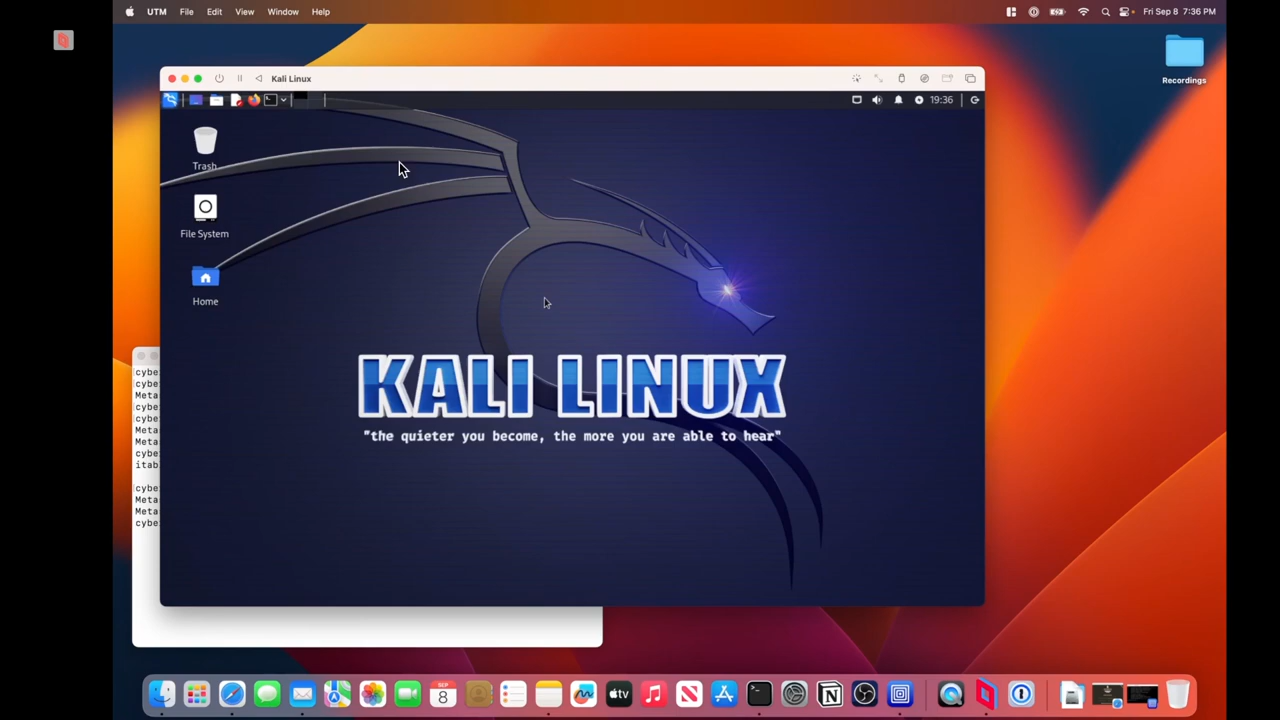 UTM File Edit View Window Help
Fri Sep 8 7:36 PM
Recordings
Kali Linux
19:36
Trash
File System
Home
KALI LINUX
"the quieter you become, the more you are able to hear"
cybe
cybe
Meta
cybe
cybe
Meta
Meta
cybe
itab
cybe
Meta
Meta
cybe
SEP
8
tv